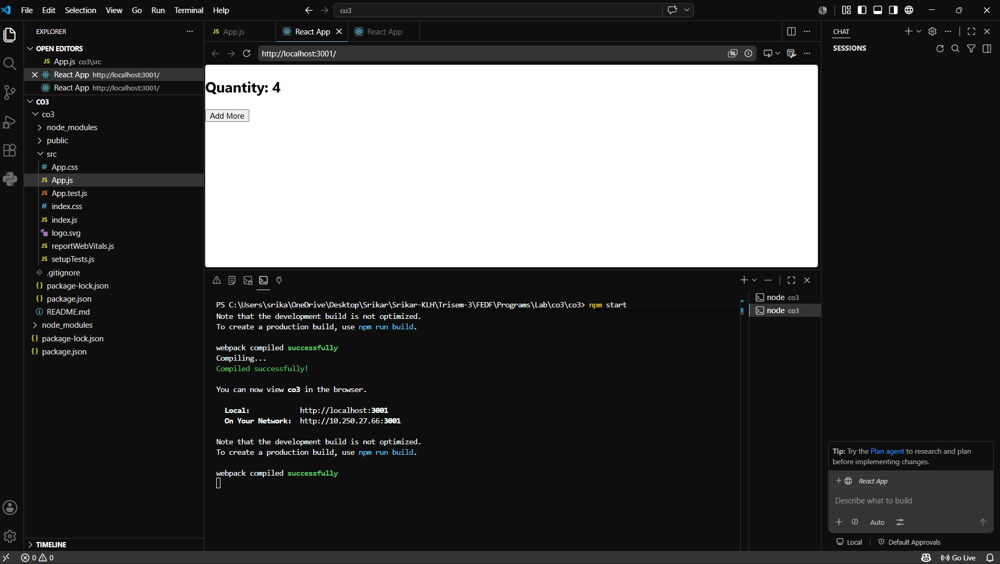 File Edit Selection View Go Run Terminal Help
co3
EXPLORER
OPEN EDITORS
JS App.js co3\src
React App http://localhost:3001/
React App http://localhost:3001/
CO3
co3
node_modules
public
src
# App.css
JS App.js
JS App.test.js
# index.css
JS index.js
logo.svg
JS reportWebVitals.js
JS setupTests.js
.gitignore
{} package-lock.json
{} package.json
README.md
node_modules
{} package-lock.json
{} package.json
TIMELINE
JS App.js
React App
React App
http://localhost:3001/
Quantity: 4
Add More
PS C:\Users\srika\OneDrive\Desktop\Srikar\Srikar-KLH\Trisem-3\FEDF\Programs\Lab\co3\co3> npm start
Note that the development build is not optimized.
To create a production build, use npm run build.
webpack compiled successfully
Compiling...
Compiled successfully!
You can now view co3 in the browser.
Local: http://localhost:3001
On Your Network: http://10.250.27.66:3001
Note that the development build is not optimized.
To create a production build, use npm run build.
webpack compiled successfully
node co3
node co3
CHAT
SESSIONS
Tip: Try the Plan agent to research and plan
before implementing changes.
React App
Describe what to build
Auto
Local
Default Approvals
0 0
Go Live